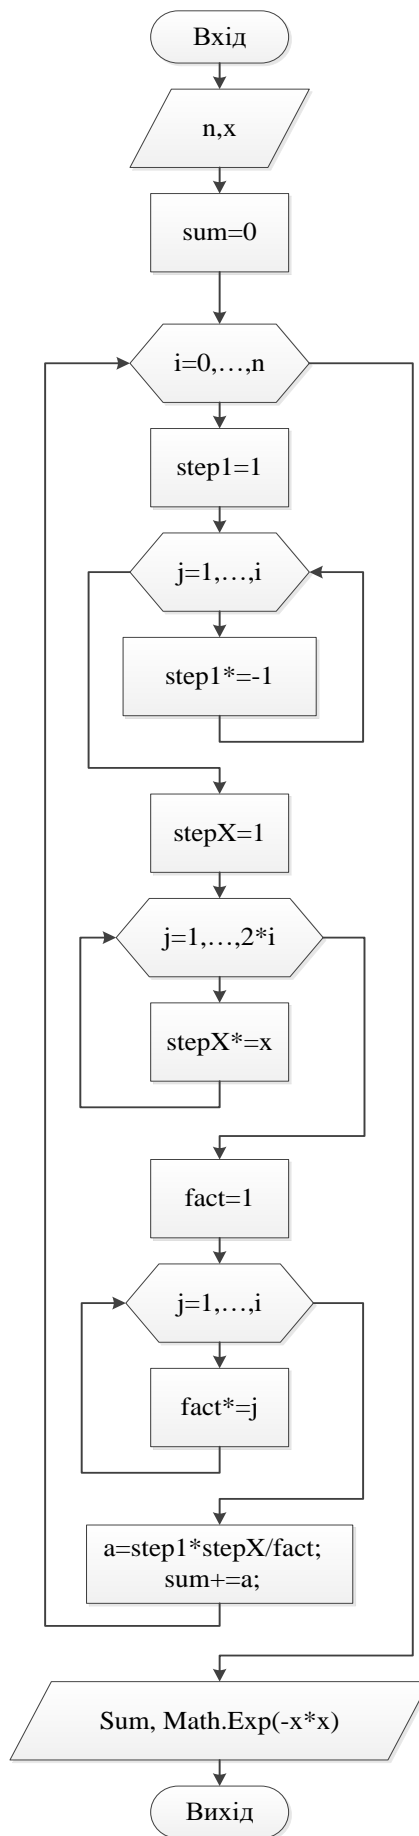 Вхід
n,x
sum=0
i=0,…,n
step1=1
j=1,…,i
step1*=-1
stepX=1
j=1,…,2*i
stepX*=x
fact=1
j=1,…,i
fact*=j
a=step1*stepX/fact;
sum+=a;
Sum, Math.Exp(-x*x)
Вихід